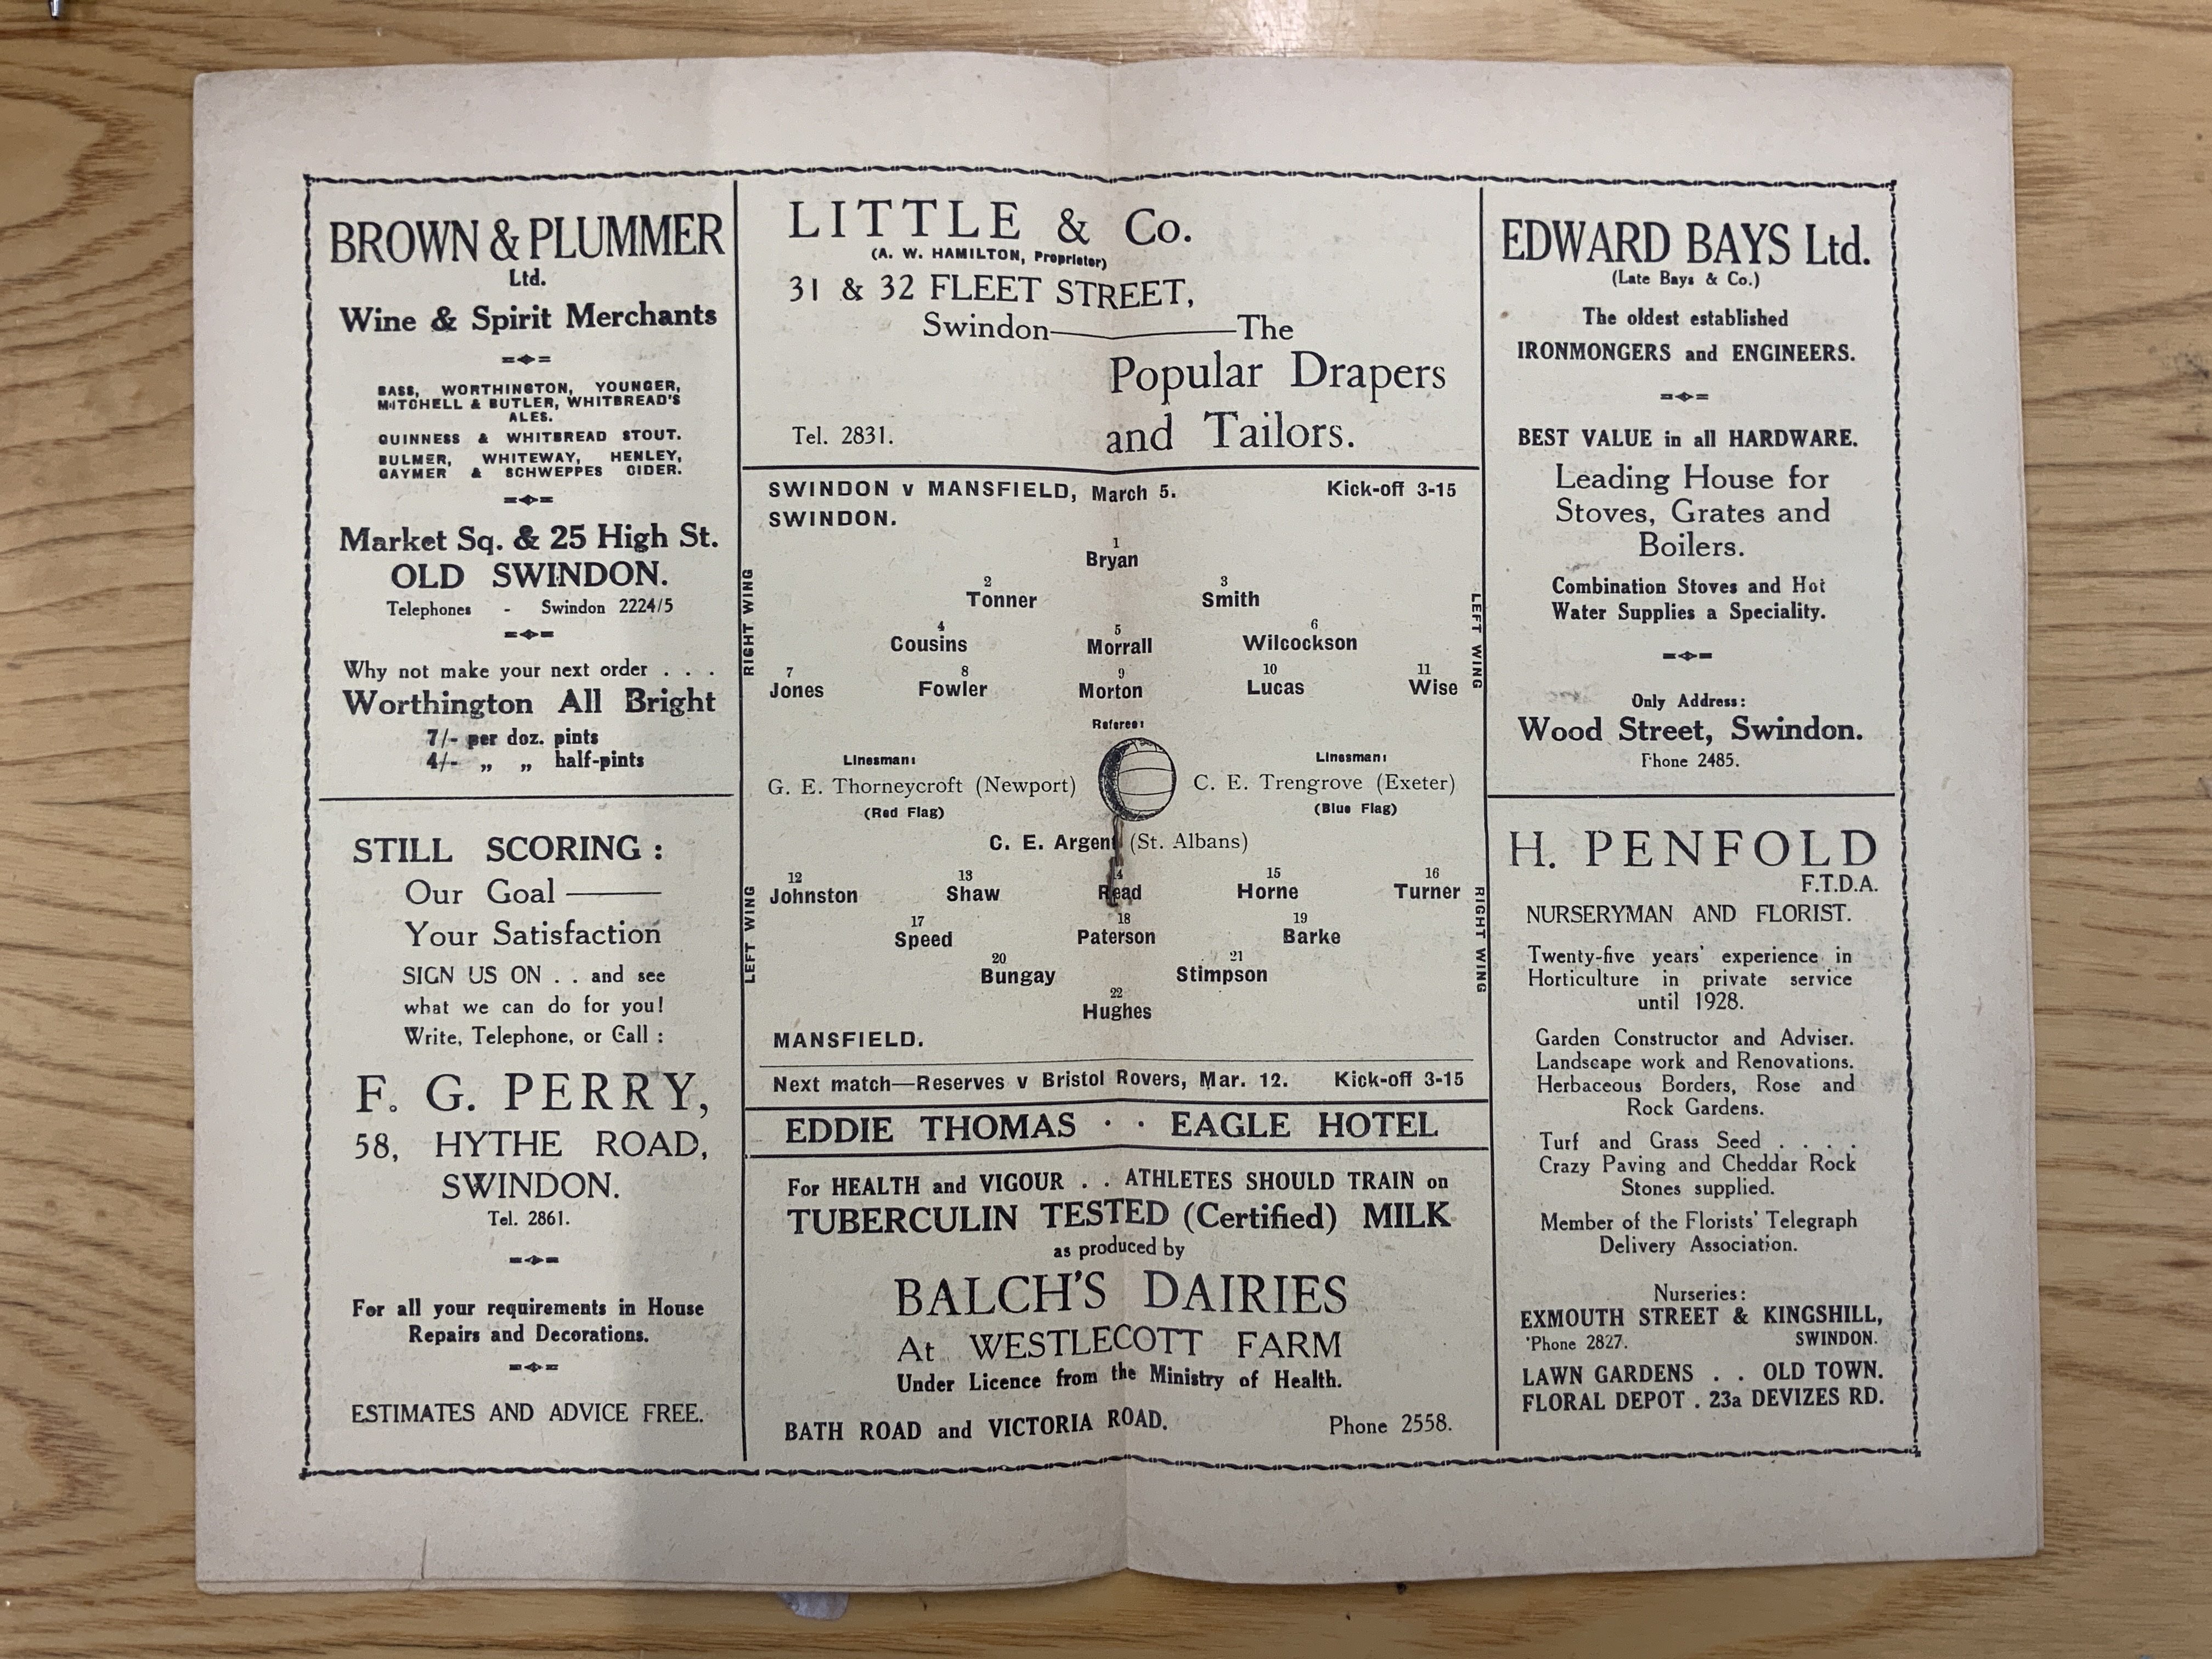 BROWN & PLUMMER
Ltd.
Wine & Spirit Merchants
BASS, WORTHINGTON, YOUNGER,
MITCHELL & BUTLER, WHITBREAD'S
ALES.
GUINNESS & WHITBREAD STOUT.
BULMER, WHITEWAY, HENLEY,
GAYMER & SCHWEPPES CIDER.
Market Sq. & 25 High St.
OLD SWINDON.
Telephones - Swindon 2224/5
Why not make your next order . . .
Worthington All Bright
7/- per doz. pints
4/- „ „ half-pints
STILL SCORING :
Our Goal ——
Your Satisfaction
SIGN US ON . . and see
what we can do for you!
Write, Telephone, or Call :
F. G. PERRY,
58, HYTHE ROAD,
SWINDON.
Tel. 2861.
For all your requirements in House
Repairs and Decorations.
ESTIMATES AND ADVICE FREE.
LITTLE & Co.
(A. W. HAMILTON, Proprietor)
31 & 32 FLEET STREET,
Swindon————The
Popular Drapers
and Tailors.
Tel. 2831.
SWINDON v MANSFIELD, March 5. Kick-off 3-15
SWINDON.
1
Bryan
2 3
Tonner Smith
4 5 6
Cousins Morrall Wilcockson
7 8 9 10 11
Jones Fowler Morton Lucas Wise
RIGHT WING
LEFT WING
Referee:
Linesman: Linesman:
G. E. Thorneycroft (Newport) C. E. Trengrove (Exeter)
(Red Flag) (Blue Flag)
C. E. Argent (St. Albans)
12 13 14 15 16
Johnston Shaw Read Horne Turner
17 18 19
Speed Paterson Barke
20 21
Bungay Stimpson
22
Hughes
LEFT WING
RIGHT WING
MANSFIELD.
Next match—Reserves v Bristol Rovers, Mar. 12. Kick-off 3-15
EDDIE THOMAS · · EAGLE HOTEL
For HEALTH and VIGOUR . . ATHLETES SHOULD TRAIN on
TUBERCULIN TESTED (Certified) MILK
as produced by
BALCH'S DAIRIES
At WESTLECOTT FARM
Under Licence from the Ministry of Health.
BATH ROAD and VICTORIA ROAD. Phone 2558.
EDWARD BAYS Ltd.
(Late Bays & Co.)
The oldest established
IRONMONGERS and ENGINEERS.
BEST VALUE in all HARDWARE.
Leading House for
Stoves, Grates and
Boilers.
Combination Stoves and Hot
Water Supplies a Speciality.
Only Address:
Wood Street, Swindon.
Phone 2485.
H. PENFOLD
F.T.D.A.
NURSERYMAN AND FLORIST.
Twenty-five years' experience in
Horticulture in private service
until 1928.
Garden Constructor and Adviser.
Landscape work and Renovations.
Herbaceous Borders, Rose and
Rock Gardens.
Turf and Grass Seed . . . .
Crazy Paving and Cheddar Rock
Stones supplied.
Member of the Florists' Telegraph
Delivery Association.
Nurseries:
EXMOUTH STREET & KINGSHILL,
'Phone 2827. SWINDON.
LAWN GARDENS . . OLD TOWN.
FLORAL DEPOT . 23a DEVIZES RD.